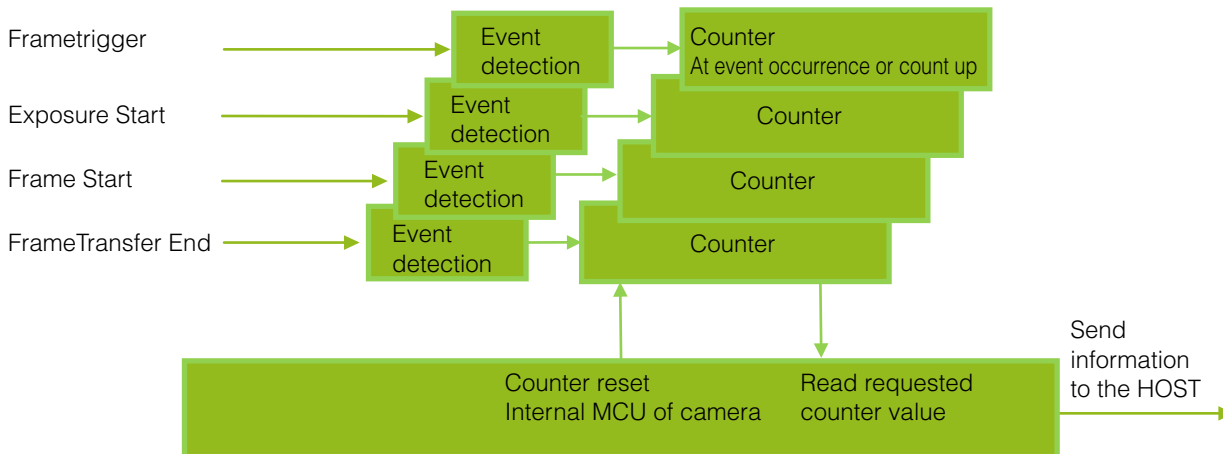 Frametrigger
Event
detection
Counter
At event occurrence or count up
Exposure Start
Event
detection
Counter
Frame Start
Event
detection
Counter
FrameTransfer End
Event
detection
Counter
Counter reset
Internal MCU of camera
Read requested
counter value
Send
information
to the HOST